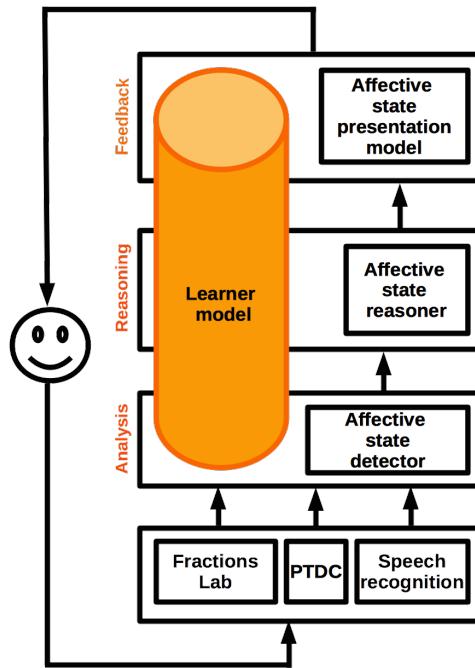 Feedback
Affective
state
presentation
model
Reasoning
Learner
model
Affective
state
reasoner
Analysis
Affective
state
detector
Fractions
Lab
PTDC
Speech
recognition